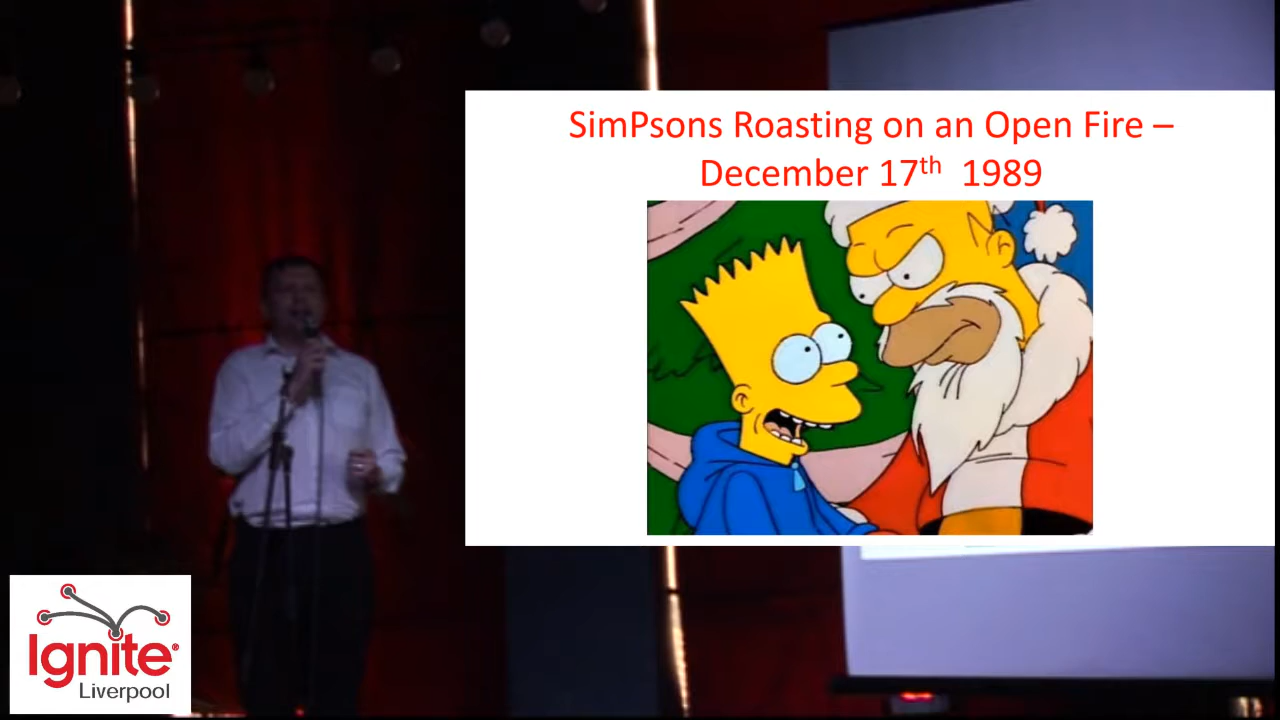 SimPsons Roasting on an Open Fire –
December 17th 1989
Ignite®
Liverpool